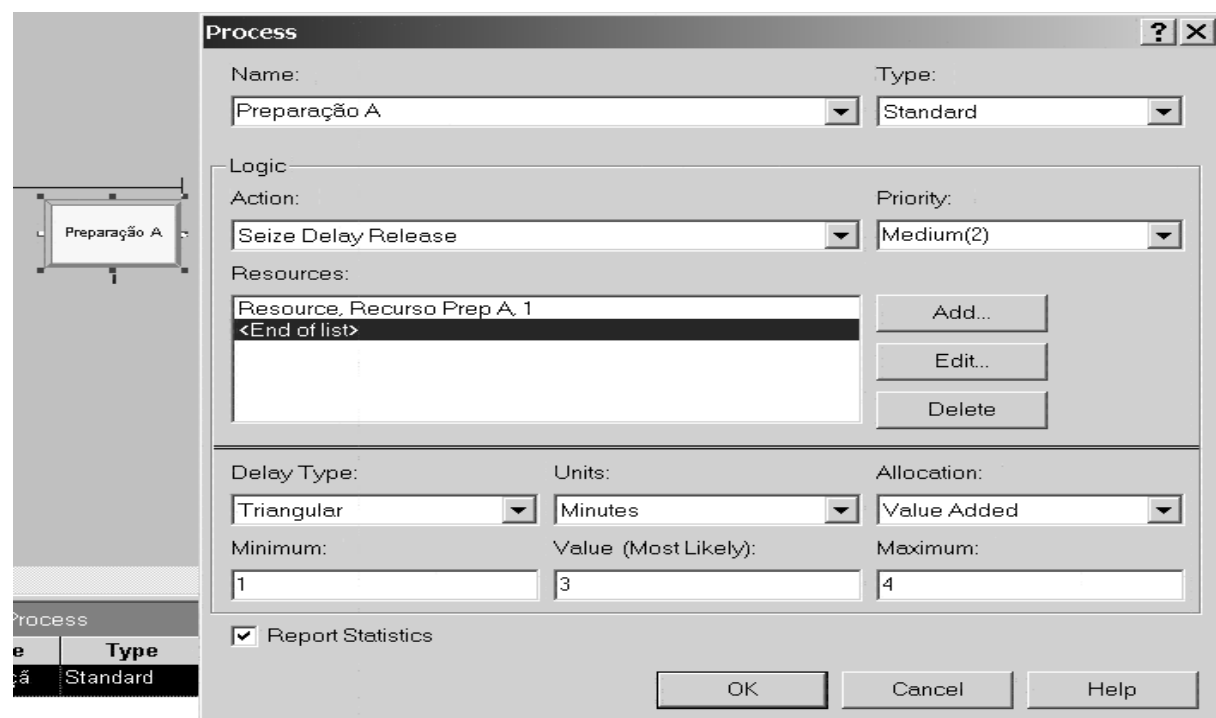 Process
Name: Type:
Preparação A Standard
Logic
Action: Priority:
Preparação A Seize Delay Release Medium(2)
Resources:
Resource, Recurso Prep A, 1 Add...
<End of list>
Edit...
Delete
Delay Type: Units: Allocation:
Triangular Minutes Value Added
Minimum: Value (Most Likely): Maximum:
1 3 4
Process
Report Statistics
e Type
çã Standard
OK Cancel Help